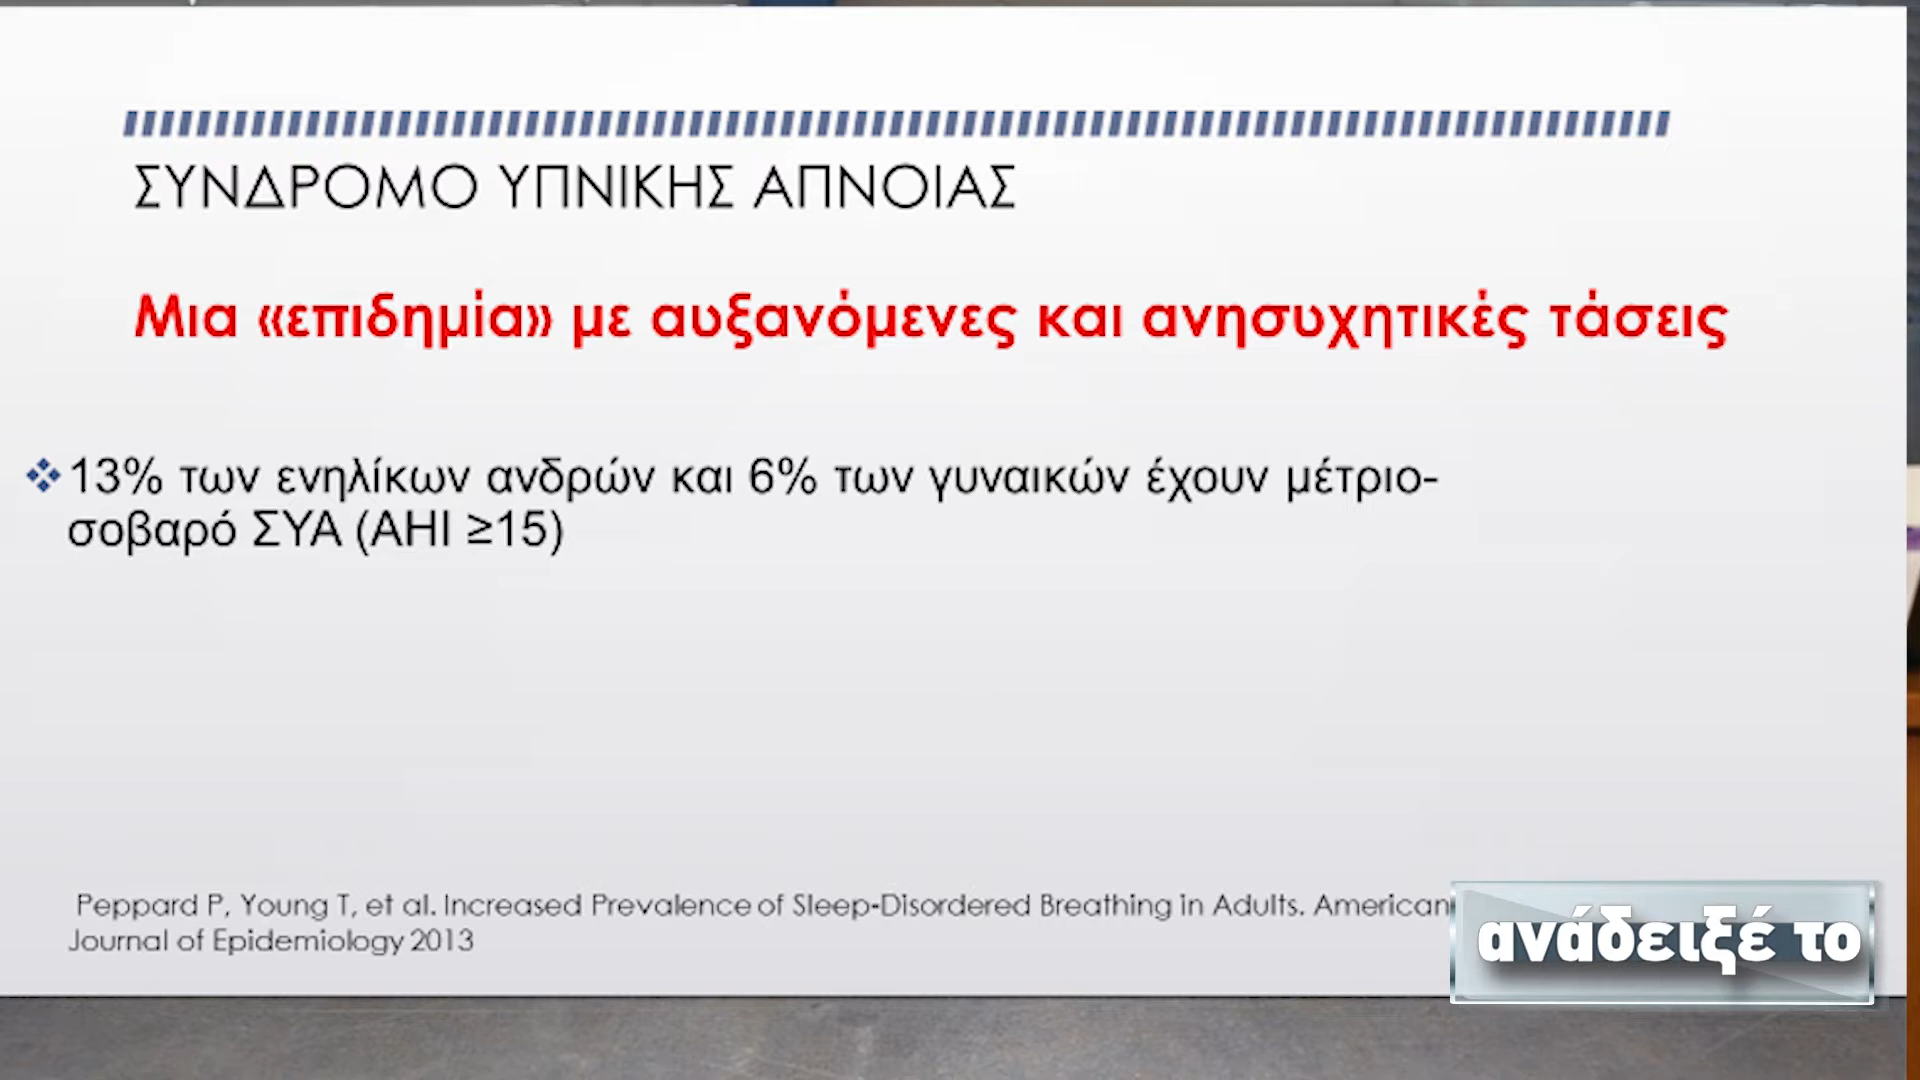 ΣΥΝΔΡΟΜΟ ΥΠΝΙΚΗΣ ΑΠΝΟΙΑΣ
Μια «επιδημία» με αυξανόμενες και ανησυχητικές τάσεις
13% των ενηλίκων ανδρών και 6% των γυναικών έχουν μέτριο-
σοβαρό ΣΥΑ (AHI ≥15)
Peppard P, Young T, et al. Increased Prevalence of Sleep-Disordered Breathing in Adults. American
Journal of Epidemiology 2013
ανάδειξέ το